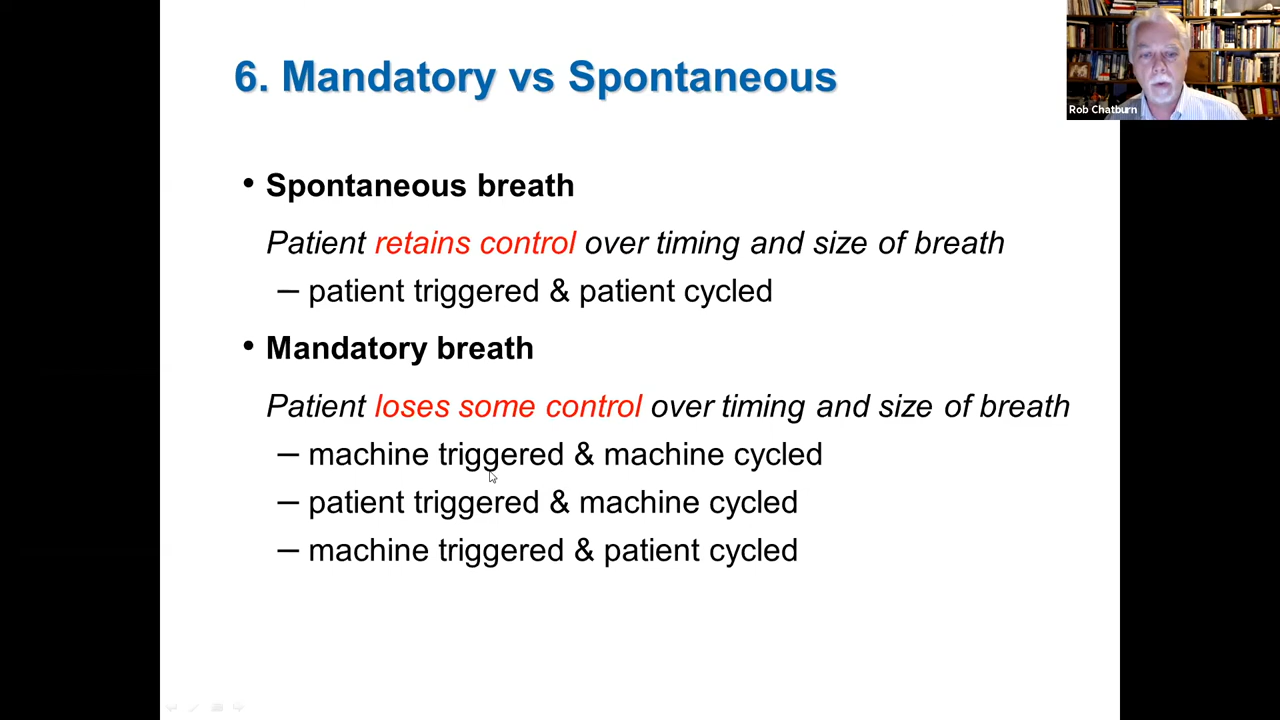 6. Mandatory vs Spontaneous
Rob Chatburn
• Spontaneous breath
Patient retains control over timing and size of breath
– patient triggered & patient cycled
• Mandatory breath
Patient loses some control over timing and size of breath
– machine triggered & machine cycled
– patient triggered & machine cycled
– machine triggered & patient cycled